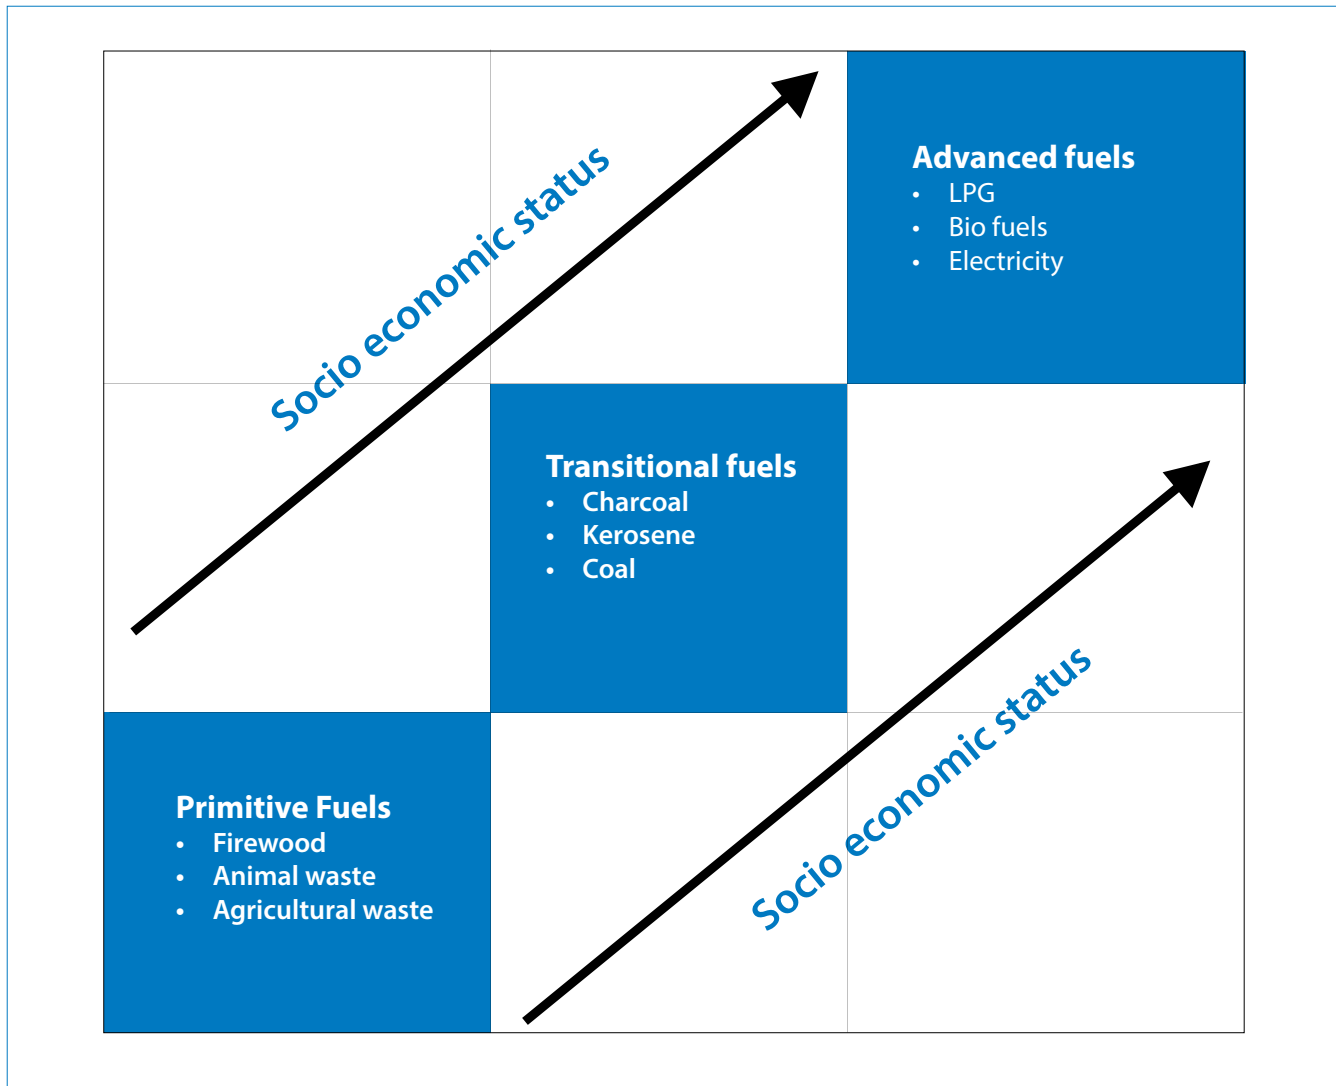 Socio economic status
Advanced fuels
• LPG
• Bio fuels
• Electricity
Transitional fuels
• Charcoal
• Kerosene
• Coal
Socio economic status
Primitive Fuels
• Firewood
• Animal waste
• Agricultural waste